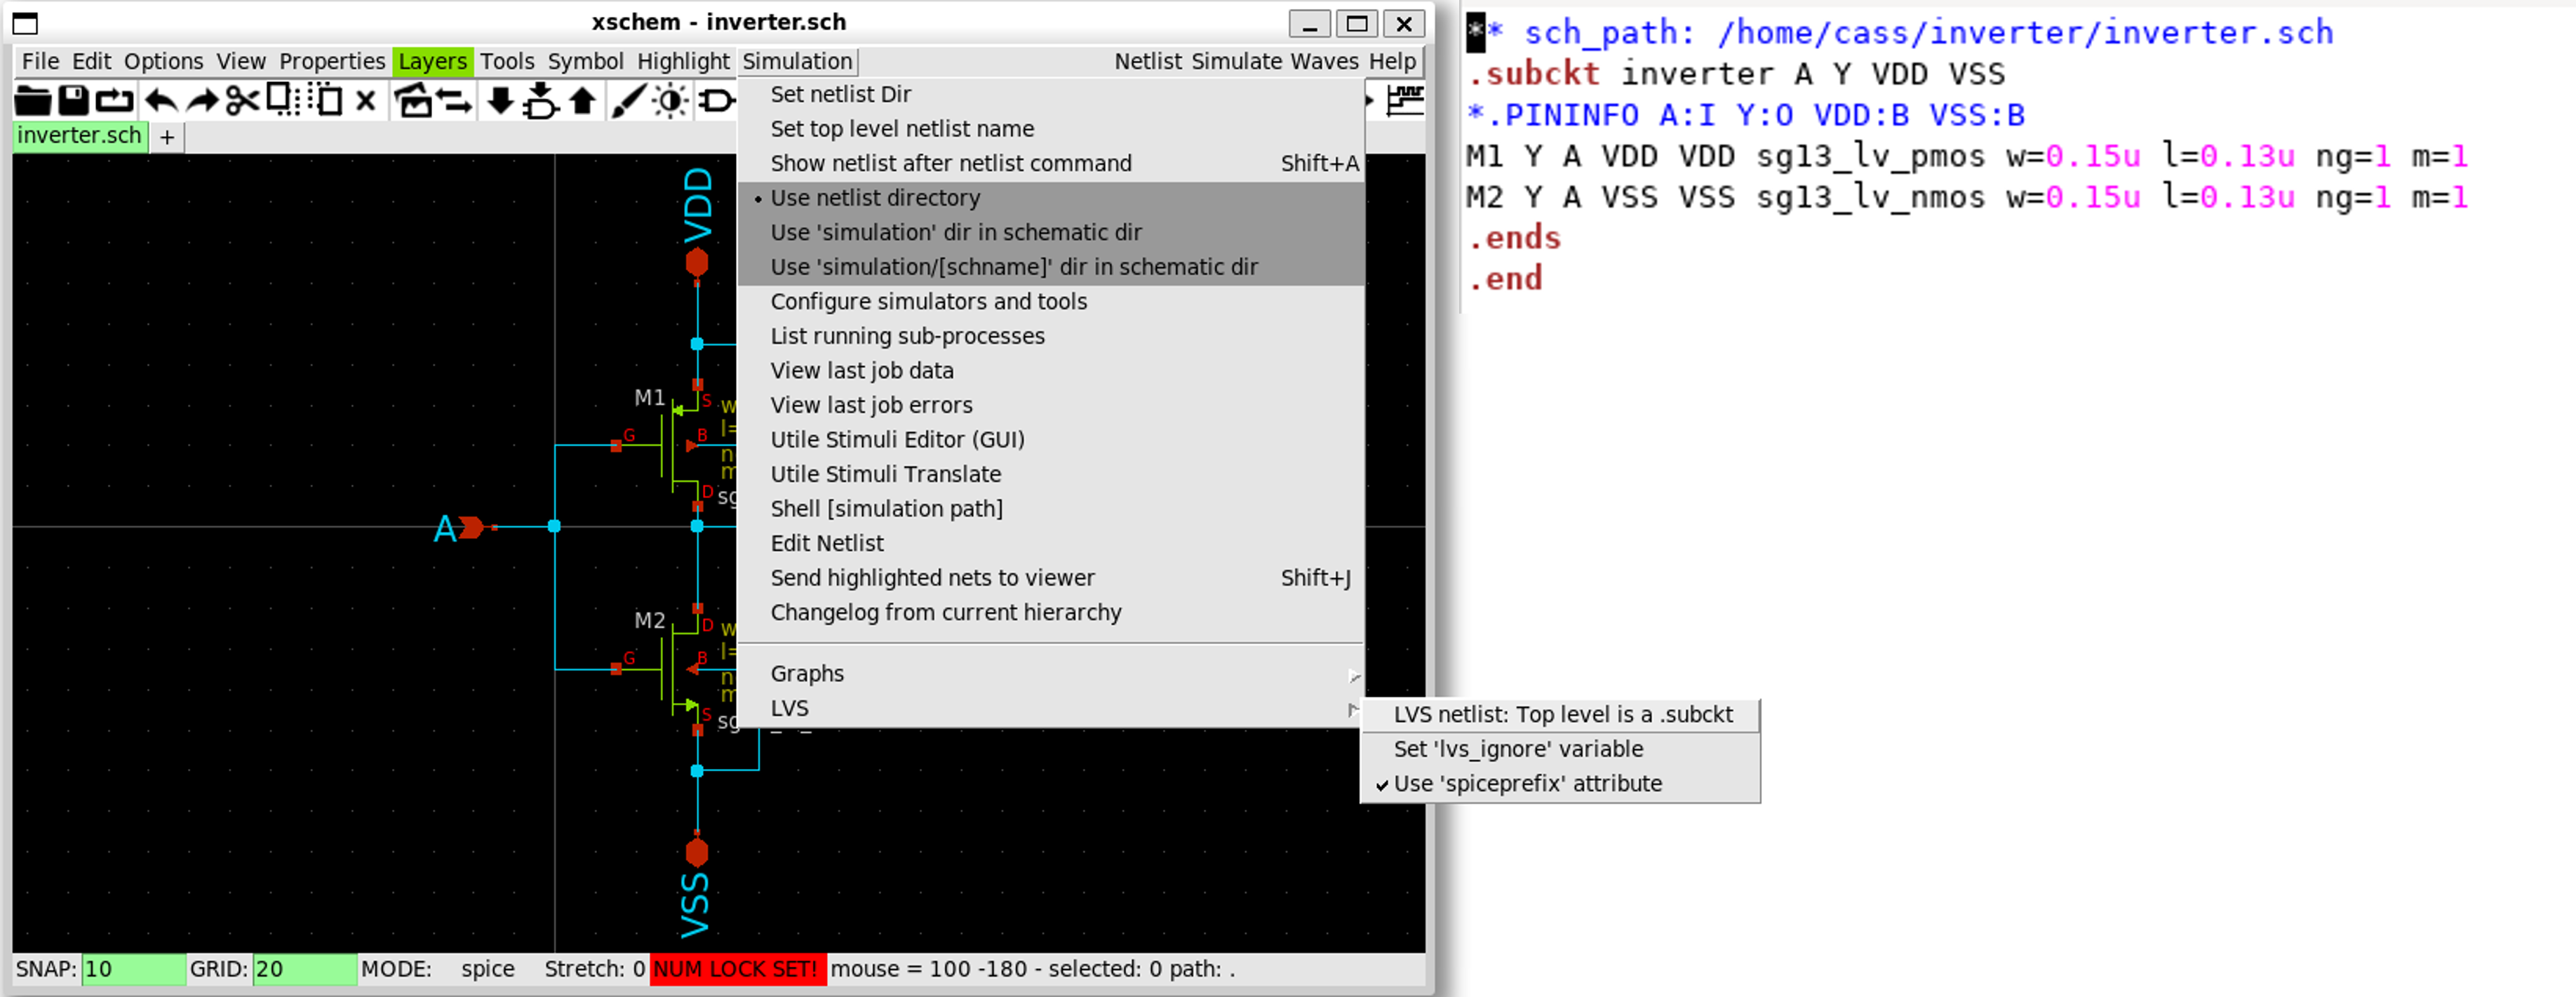 xschem - inverter.sch
File Edit Options View Properties Layers Tools Symbol Highlight Simulation Netlist Simulate Waves Help
inverter.sch +
Set netlist Dir
Set top level netlist name
Show netlist after netlist command Shift+A
Use netlist directory
Use 'simulation' dir in schematic dir
Use 'simulation/[schname]' dir in schematic dir
Configure simulators and tools
List running sub-processes
View last job data
View last job errors
Utile Stimuli Editor (GUI)
Utile Stimuli Translate
Shell [simulation path]
Edit Netlist
Send highlighted nets to viewer Shift+J
Changelog from current hierarchy
Graphs
LVS
LVS netlist: Top level is a .subckt
Set 'lvs_ignore' variable
Use 'spiceprefix' attribute
VDD
M1
S
G
B
D
A
M2
D
G
B
S
VSS
SNAP: 10 GRID: 20 MODE: spice Stretch: 0 NUM LOCK SET! mouse = 100 -180 - selected: 0 path: .
** sch_path: /home/cass/inverter/inverter.sch
.subckt inverter A Y VDD VSS
*.PININFO A:I Y:O VDD:B VSS:B
M1 Y A VDD VDD sg13_lv_pmos w=0.15u l=0.13u ng=1 m=1
M2 Y A VSS VSS sg13_lv_nmos w=0.15u l=0.13u ng=1 m=1
.ends
.end